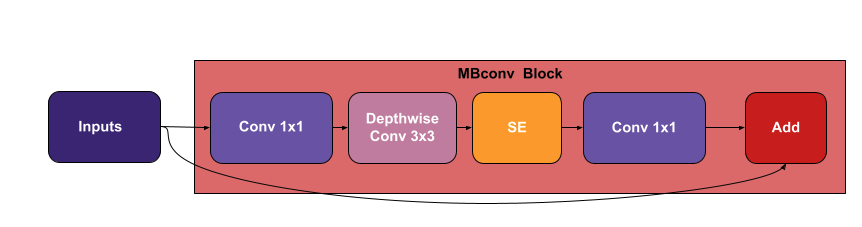 MBconv Block
Inputs
Conv 1x1
Depthwise
Conv 3x3
SE
Conv 1x1
Add